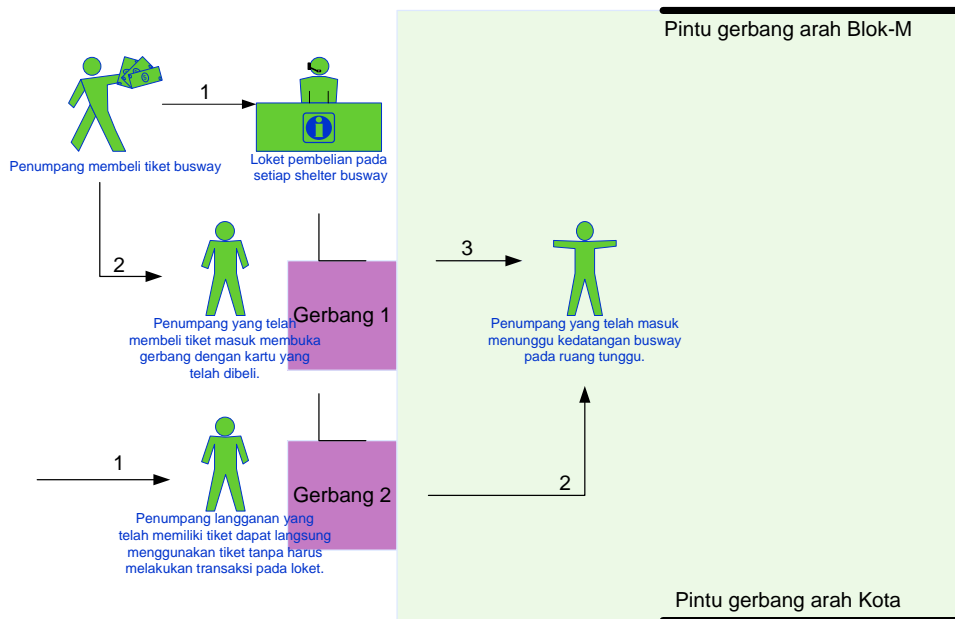 Pintu gerbang arah Blok-M
1
Penumpang membeli tiket busway
Loket pembelian pada
setiap shelter busway
2
3
Gerbang 1
Penumpang yang telah
membeli tiket masuk membuka
gerbang dengan kartu yang
telah dibeli.
Penumpang yang telah masuk
menunggu kedatangan busway
pada ruang tunggu.
1
Gerbang 2
2
Penumpang langganan yang
telah memiliki tiket dapat langsung
menggunakan tiket tanpa harus
melakukan transaksi pada loket.
Pintu gerbang arah Kota